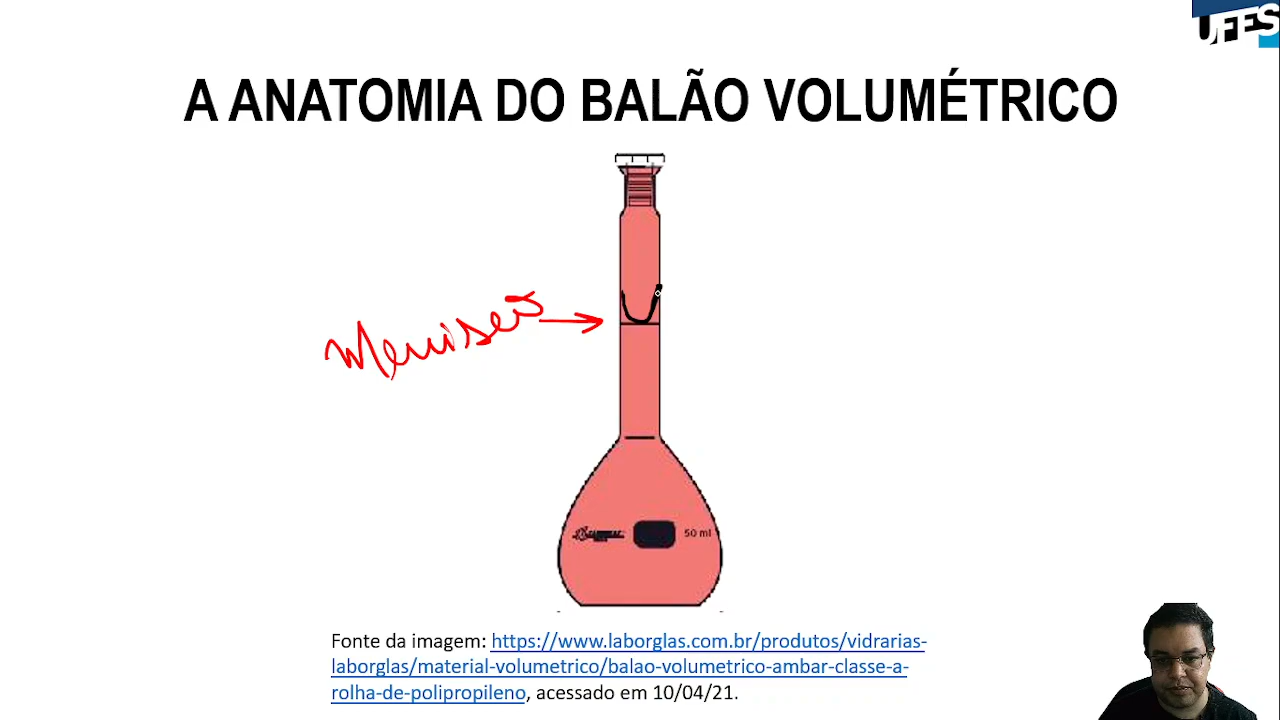 UFES
A ANATOMIA DO BALÃO VOLUMÉTRICO
Menisco
50 ml
Fonte da imagem: https://www.laborglas.com.br/produtos/vidrarias-
laborglas/material-volumetrico/balao-volumetrico-ambar-classe-a-
rolha-de-polipropileno, acessado em 10/04/21.